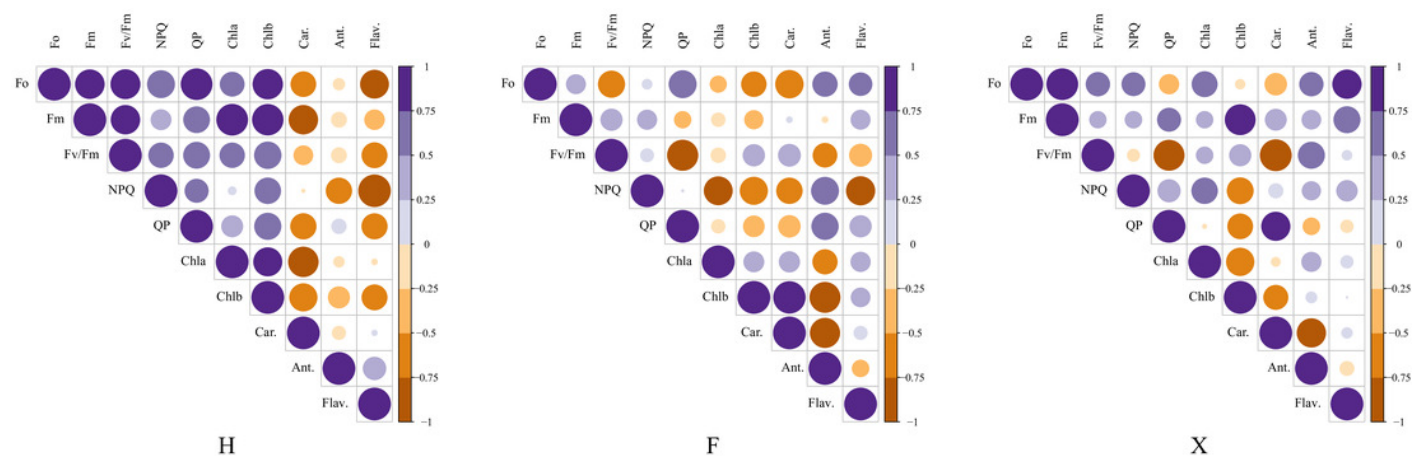 Fo Fm Fv/Fm NPQ QP Chla Chlb Car. Ant. Flav.
Fo
Fm
Fv/Fm
NPQ
QP
Chla
Chlb
Car.
Ant.
Flav.
1
0.75
0.5
0.25
0
−0.25
−0.5
−0.75
−1
H
Fo Fm Fv/Fm NPQ QP Chla Chlb Car. Ant. Flav.
Fo
Fm
Fv/Fm
NPQ
QP
Chla
Chlb
Car.
Ant.
Flav.
1
0.75
0.5
0.25
0
−0.25
−0.5
−0.75
−1
F
Fo Fm Fv/Fm NPQ QP Chla Chlb Car. Ant. Flav.
Fo
Fm
Fv/Fm
NPQ
QP
Chla
Chlb
Car.
Ant.
Flav.
1
0.75
0.5
0.25
0
−0.25
−0.5
−0.75
−1
X